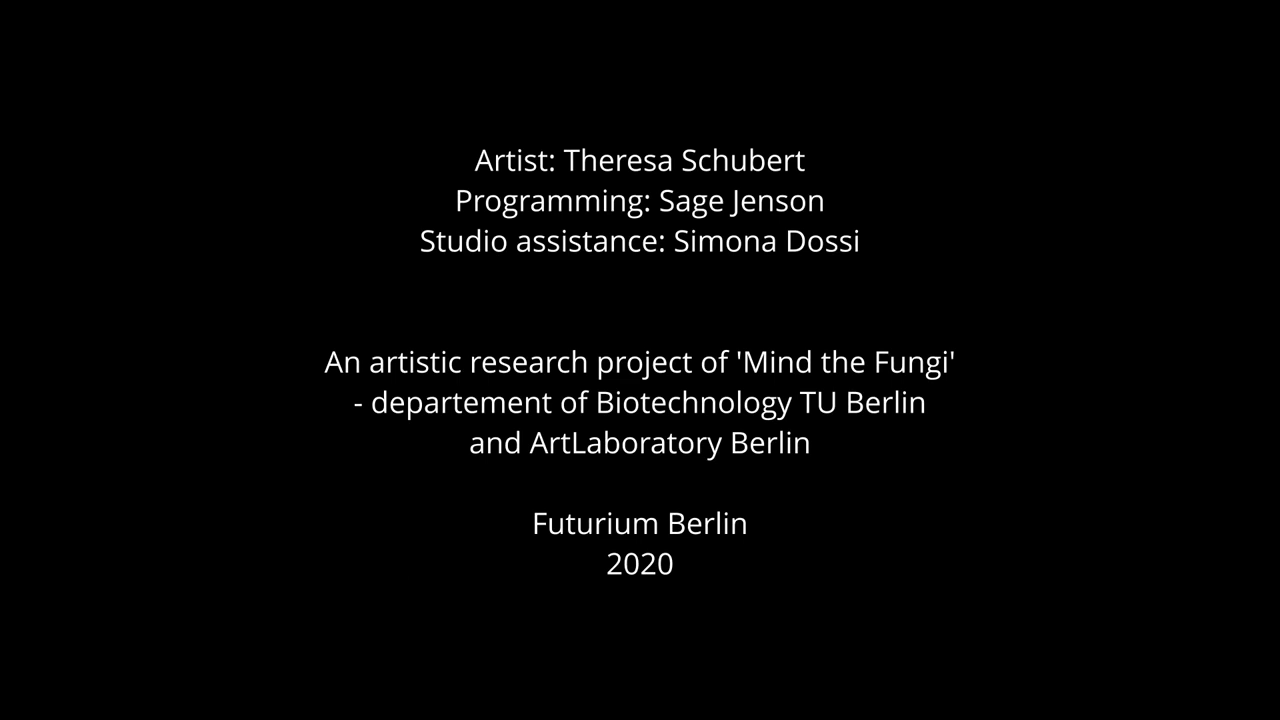 Artist: Theresa Schubert
Programming: Sage Jenson
Studio assistance: Simona Dossi
An artistic research project of 'Mind the Fungi'
- departement of Biotechnology TU Berlin
and ArtLaboratory Berlin
Futurium Berlin
2020